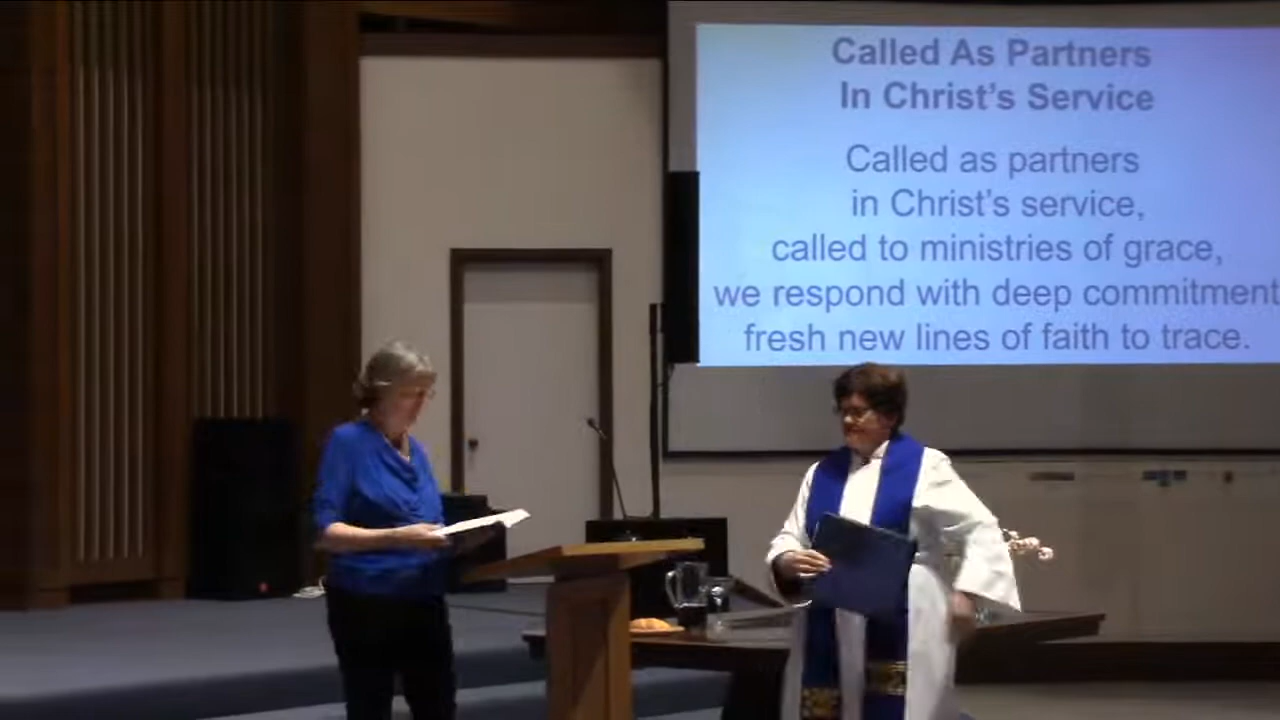 Called As Partners
In Christ's Service
Called as partners
in Christ's service,
called to ministries of grace,
we respond with deep commitment
fresh new lines of faith to trace.